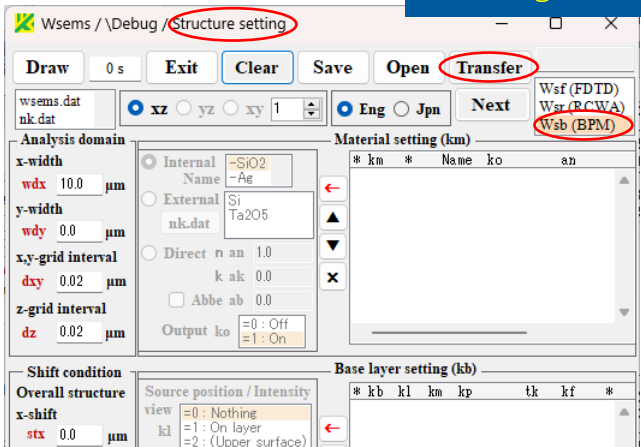 Wsems / \Debug / Structure setting
Draw 0 s Exit Clear Save Open Transfer
Wsf (FDTD)
Wsr (RCWA)
Wsb (BPM)
wsems.dat
nk.dat
xz yz xy 1 Eng Jpn Next
Analysis domain
x-width
wdx 10.0 μm
y-width
wdy 0.0 μm
x,y-grid interval
dxy 0.02 μm
z-grid interval
dz 0.02 μm
Internal Name
-SiO2
-Ag
External
nk.dat
Si
Ta2O5
Direct n an 1.0
k ak 0.0
Abbe ab 0.0
Output ko
=0 : Off
=1 : On
Material setting (km)
* km * Name ko an
Shift condition
Overall structure
x-shift
stx 0.0 μm
Source position / Intensity
view
kl
=0 : Nothing
=1 : On layer
=2 : (Upper surface)
Base layer setting (kb)
* kb kl km kp tk kf *